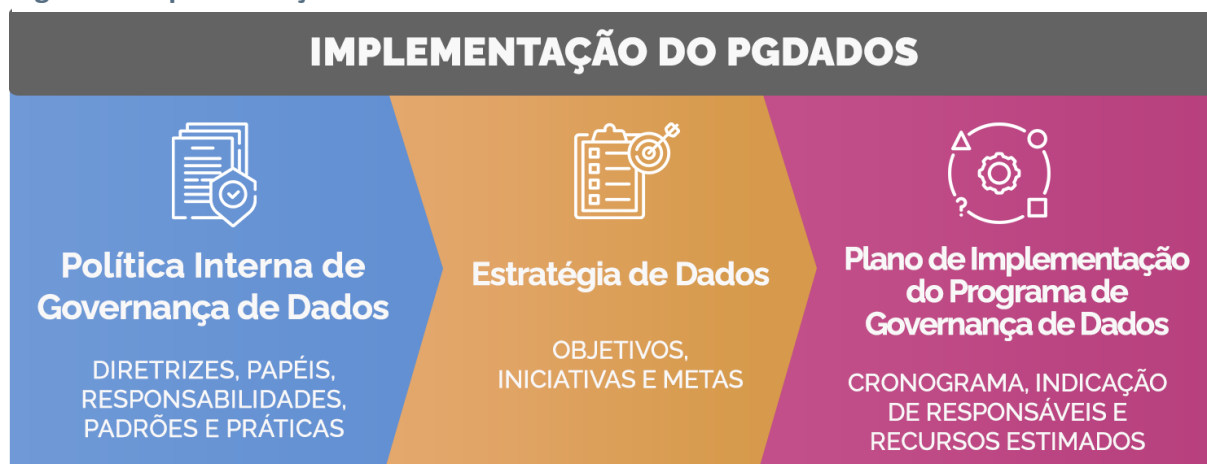 IMPLEMENTAÇÃO DO PGDADOS
Política Interna de
Governança de Dados
DIRETRIZES, PAPÉIS,
RESPONSABILIDADES,
PADRÕES E PRÁTICAS
Estratégia de Dados
OBJETIVOS,
INICIATIVAS E METAS
Plano de Implementação
do Programa de
Governança de Dados
CRONOGRAMA, INDICAÇÃO
DE RESPONSÁVEIS E
RECURSOS ESTIMADOS